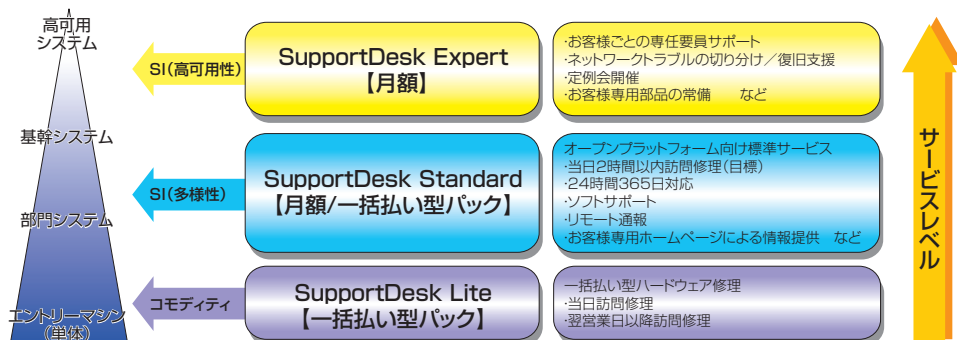 高可用
システム
基幹システム
部門システム
エントリーマシン
(単体)
SI(高可用性)
SupportDesk Expert
【月額】
・お客様ごとの専任要員サポート
・ネットワークトラブルの切り分け／復旧支援
・定例会開催
・お客様専用部品の常備　など
SI(多様性)
SupportDesk Standard
【月額/一括払い型パック】
オープンプラットフォーム向け標準サービス
・当日2時間以内訪問修理(目標)
・24時間365日対応
・ソフトサポート
・リモート通報
・お客様専用ホームページによる情報提供　など
コモディティ
SupportDesk Lite
【一括払い型パック】
一括払い型ハードウェア修理
・当日訪問修理
・翌営業日以降訪問修理
サービスレベル